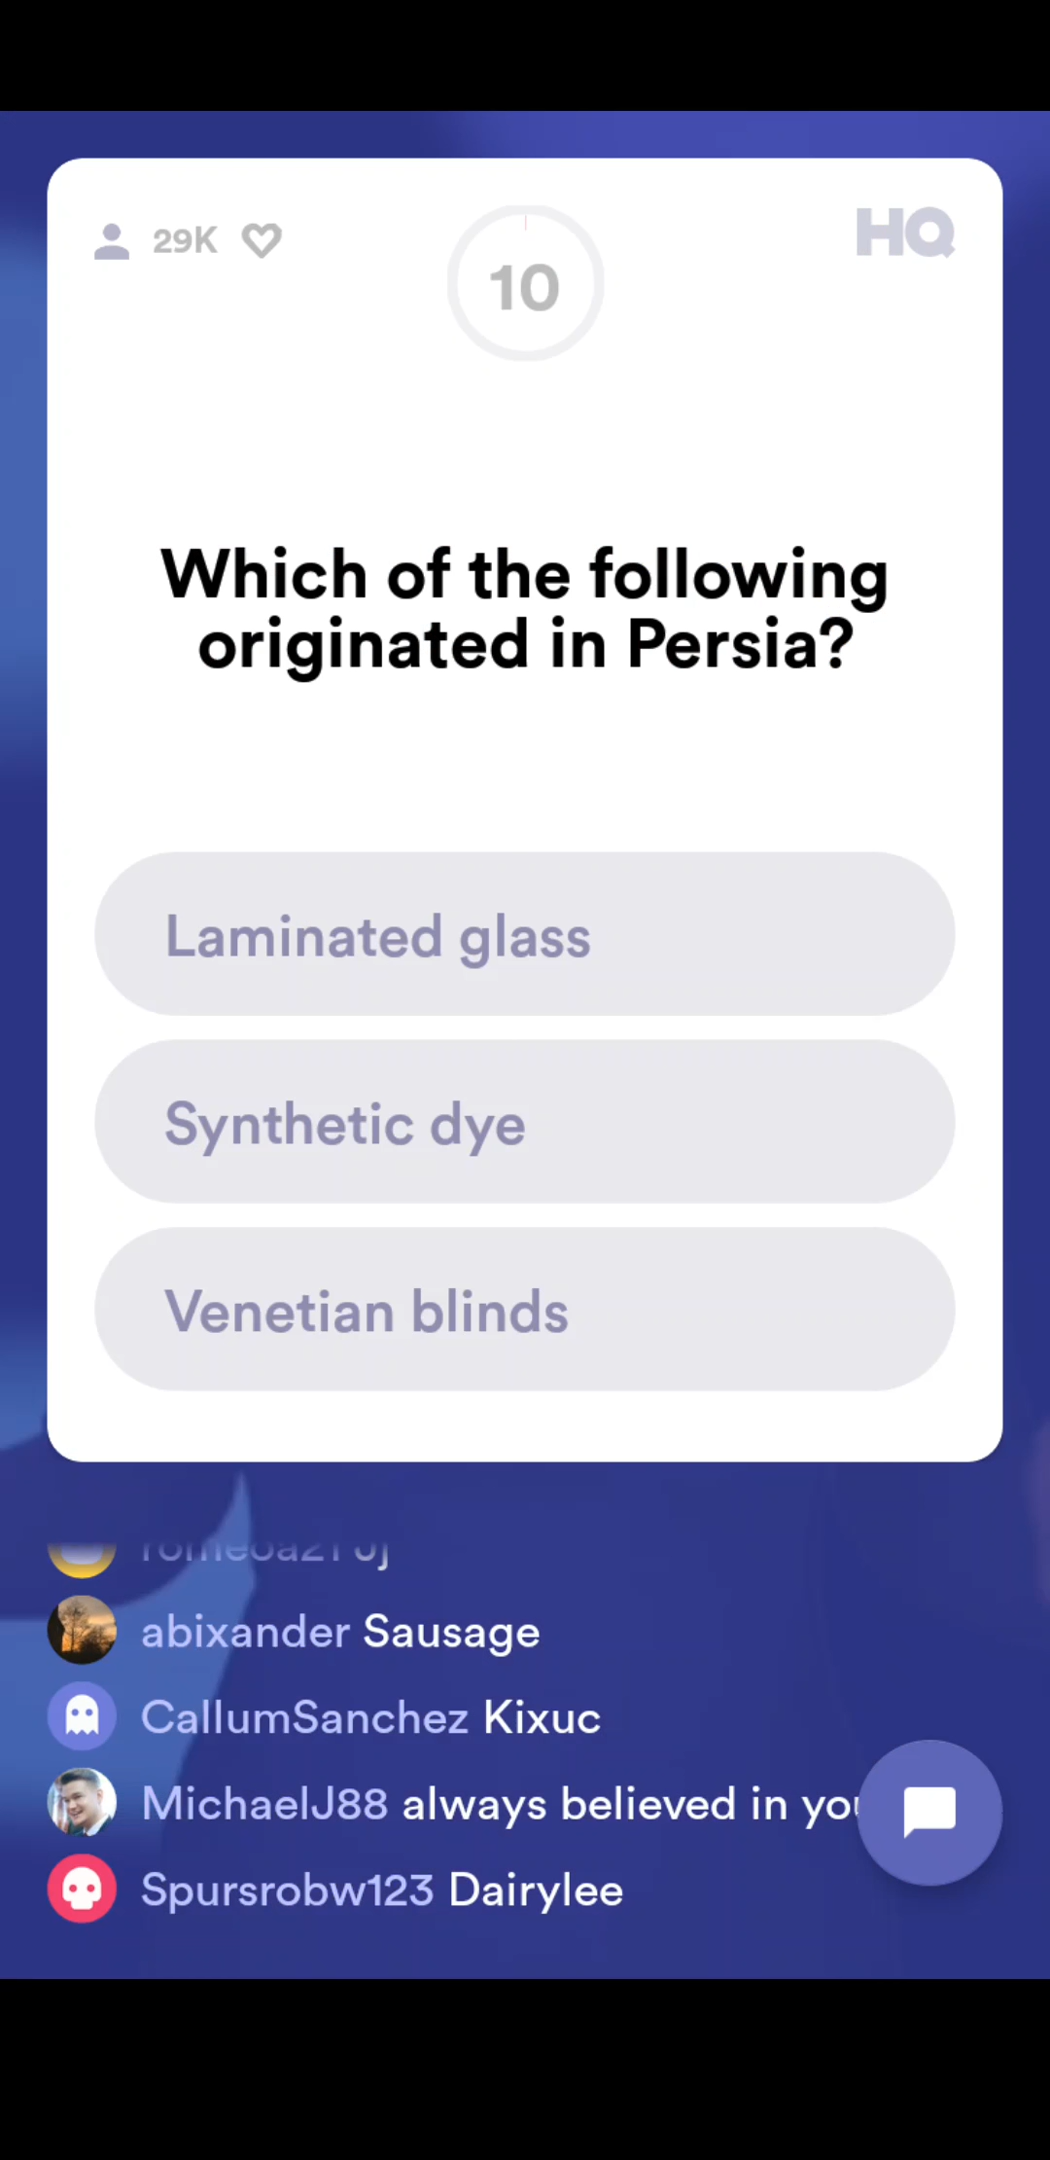 29K
10
HQ
Which of the following
originated in Persia?
Laminated glass
Synthetic dye
Venetian blinds
abixander Sausage
CallumSanchez Kixuc
MichaelJ88 always believed in
Spursrobw123 Dairylee